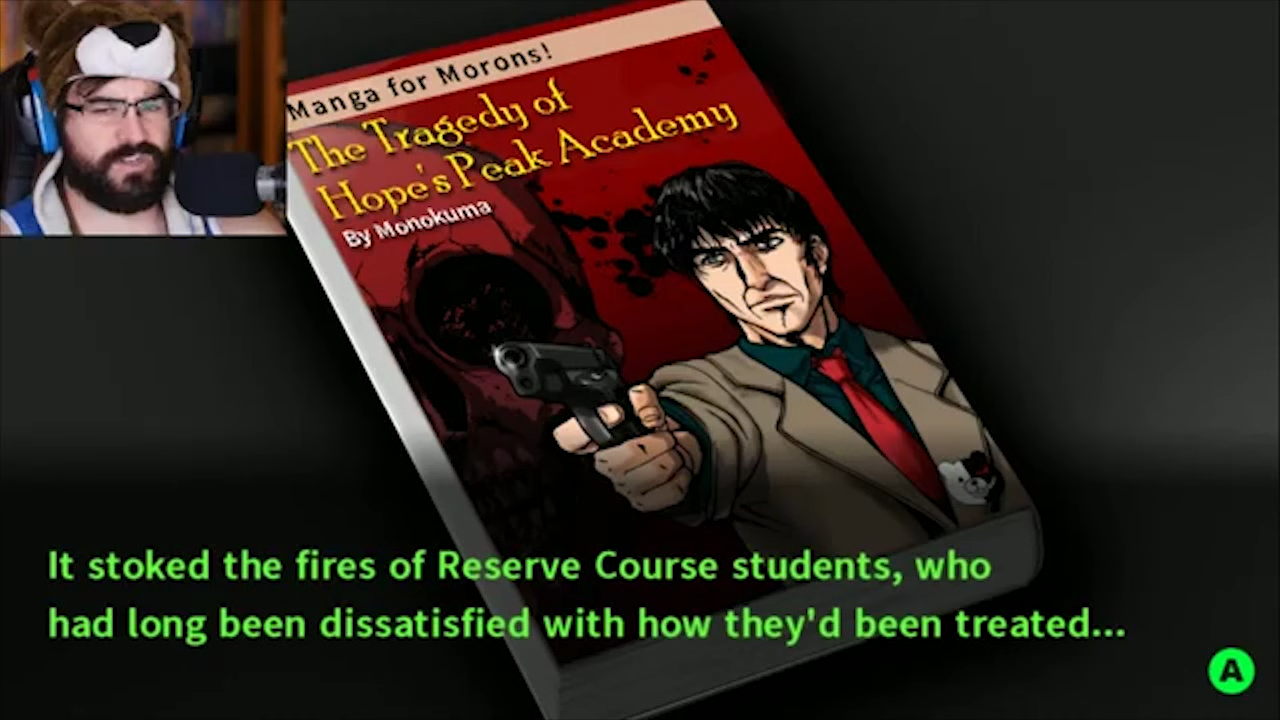 Manga for Morons!
The Tragedy of
Hope's Peak Academy
By Monokuma
It stoked the fires of Reserve Course students, who
had long been dissatisfied with how they'd been treated...
A